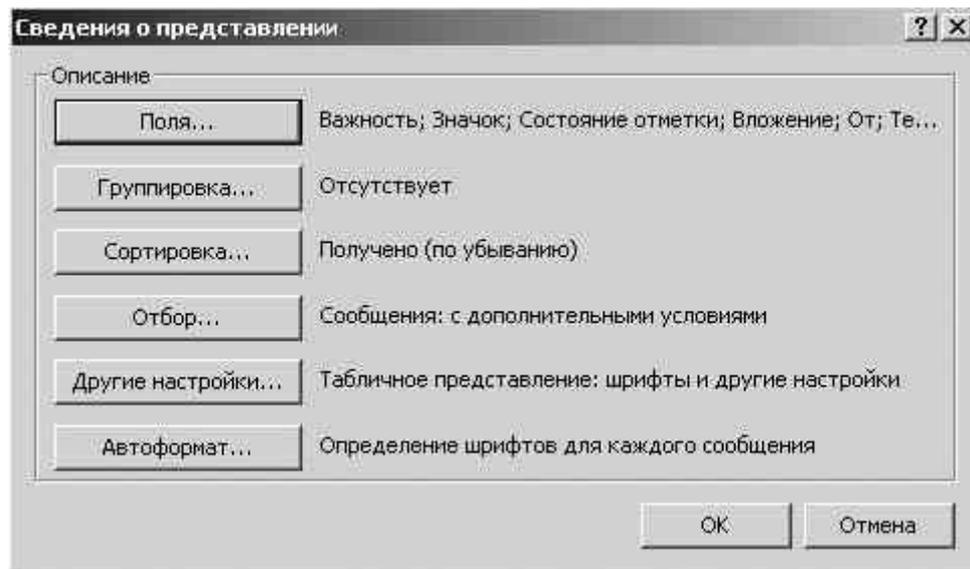 Сведения о представлении
Описание
Поля... Важность; Значок; Состояние отметки; Вложение; От; Те...
Группировка... Отсутствует
Сортировка... Получено (по убыванию)
Отбор... Сообщения: с дополнительными условиями
Другие настройки... Табличное представление: шрифты и другие настройки
Автоформат... Определение шрифтов для каждого сообщения
ОК Отмена